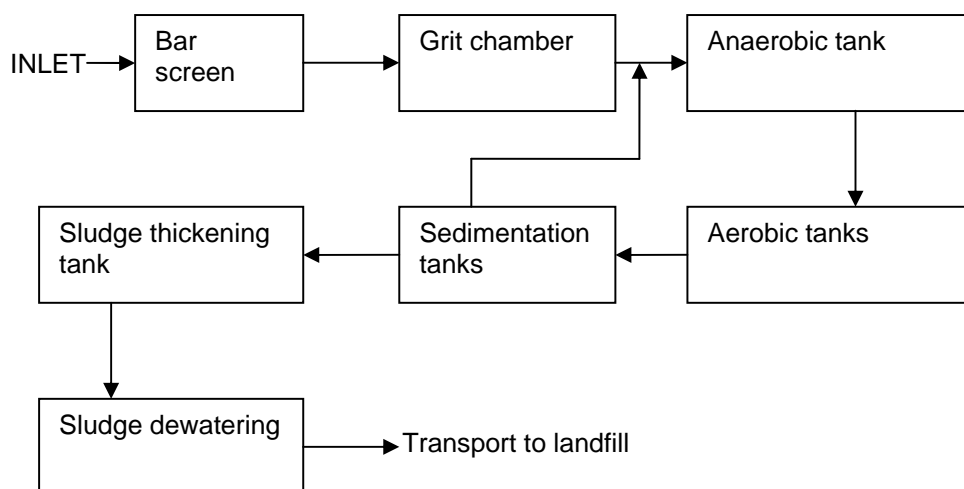 INLET
Bar
screen
Grit chamber
Anaerobic tank
Sludge thickening
tank
Sedimentation
tanks
Aerobic tanks
Sludge dewatering
Transport to landfill